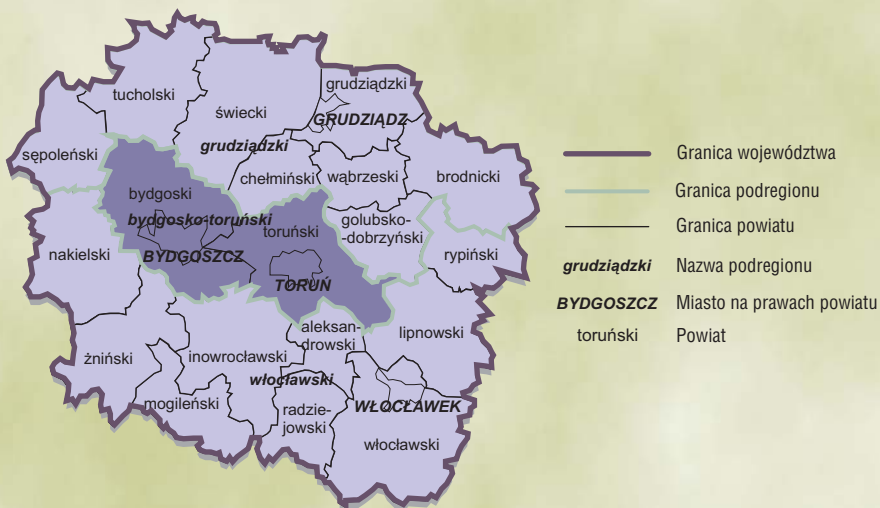 tucholski
świecki
grudziądzki
GRUDZIĄDZ
grudziądzki
sępoleński
chełmiński
wąbrzeski
brodnicki
bydgoski
bydgosko-toruński
toruński
golubsko-
-dobrzyński
nakielski
BYDGOSZCZ
rypiński
TORUŃ
aleksan-
drowski
lipnowski
żniński
inowrocławski
włocławski
mogileński
radzie-
jowski
WŁOCŁAWEK
włocławski
Granica województwa
Granica podregionu
Granica powiatu
grudziądzki Nazwa podregionu
BYDGOSZCZ Miasto na prawach powiatu
toruński Powiat